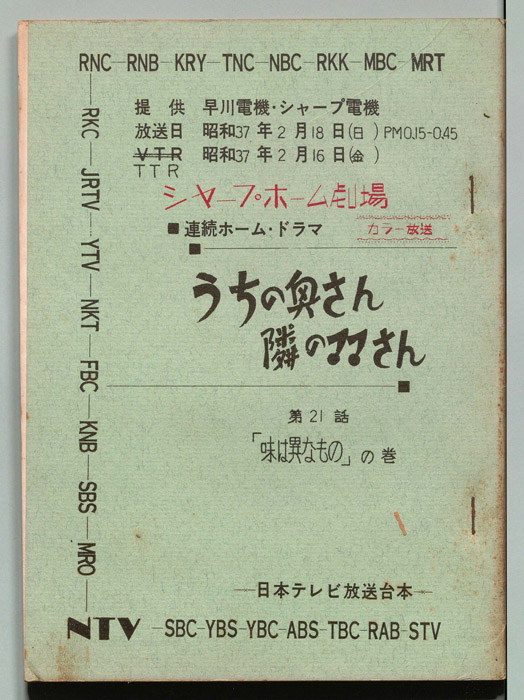 RNC—RNB—KRY—TNC—NBC—RKK—MBC—MRT
RKC—JRTV—YTV—NKT—FBC—KNB—SBS—MRO
提供 早川電機・シャープ電機
放送日 昭和37年2月18日(日) PM0.15-0.45
VTR 昭和37年2月16日(金)
TTR
シャープホーム劇場
■連続ホーム・ドラマ カラー放送
うちの奥さん
隣のママさん
第21話
「味は異なもの」の巻
—日本テレビ放送台本—
NTV—SBC-YBS-YBC-ABS-TBC-RAB-STV